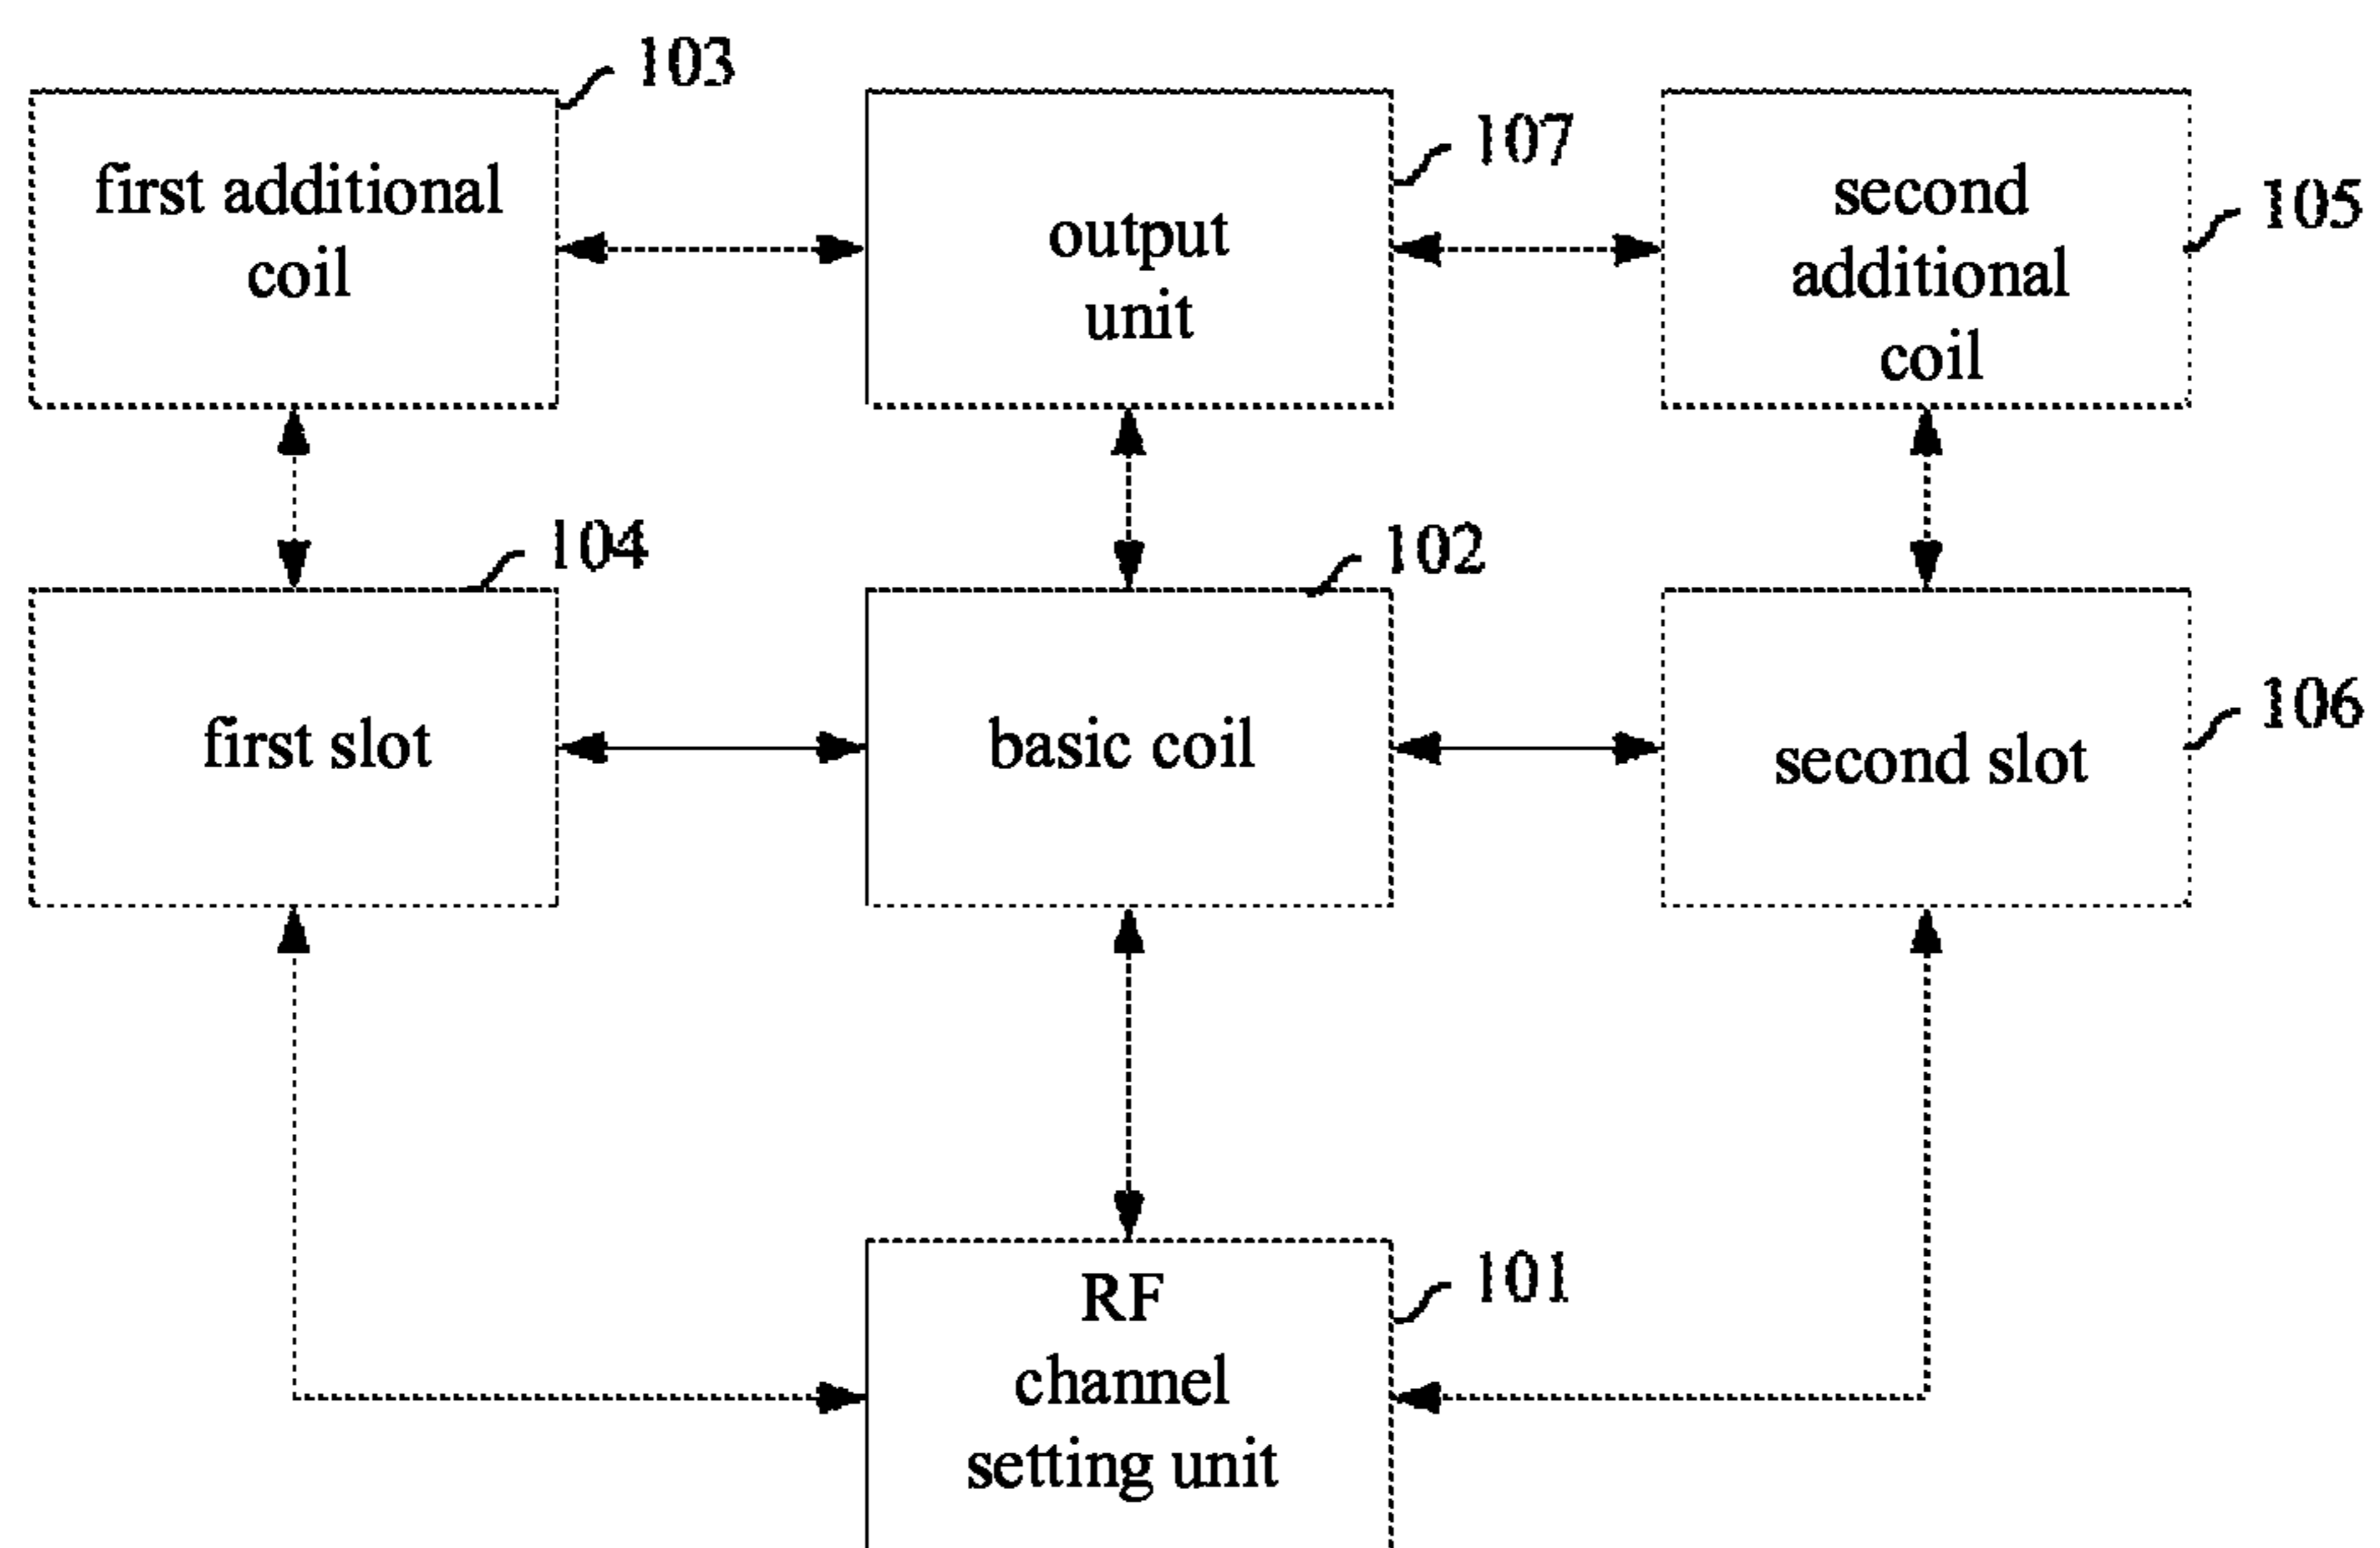 103
first additional
coil
107
output
unit
second
additional
coil
105
104
first slot
102
basic coil
106
second slot
101
RF
channel
setting unit